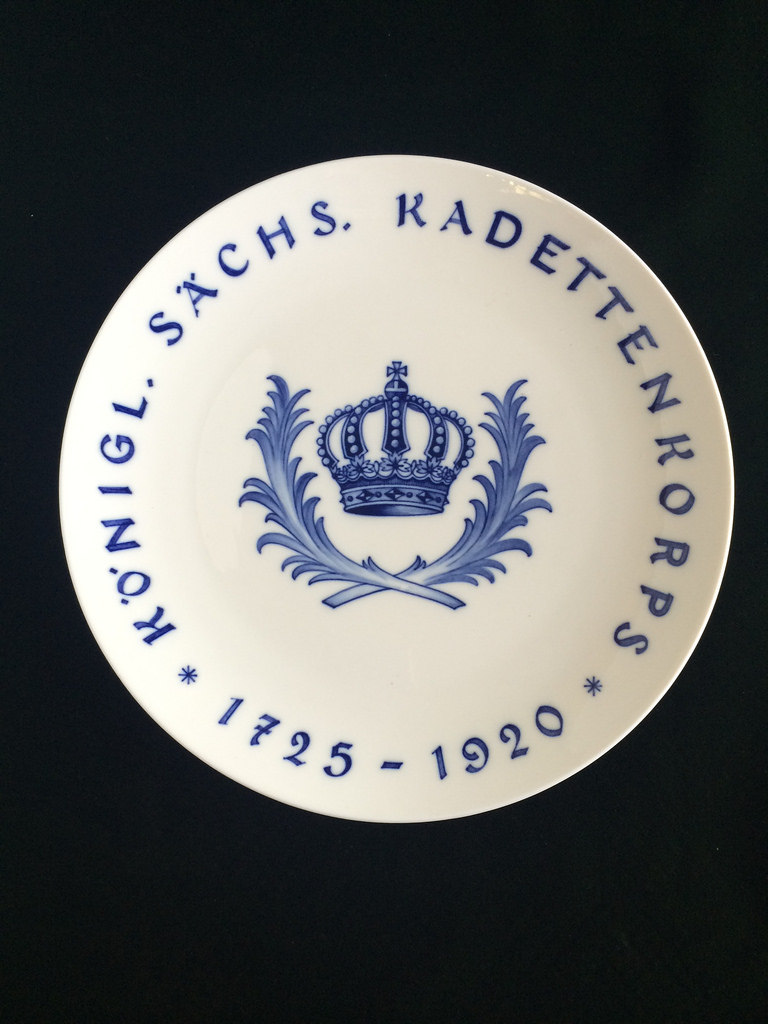 KÖNIGL. SÄCHS. KADETTENKORPS
* 1725 - 1920 *